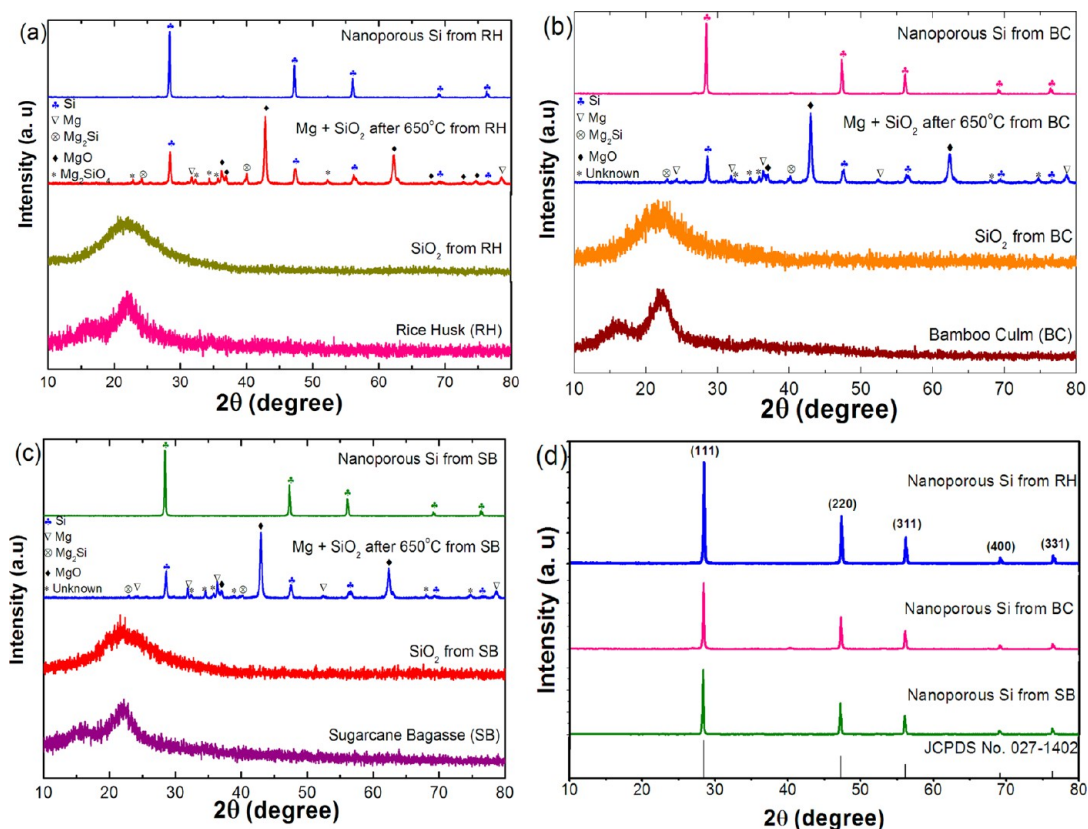 (a)
Nanoporous Si from RH
♣ Si
▽ Mg
⊗ Mg₂Si
♦ MgO
* Mg₂SiO₄
Mg + SiO₂ after 650°C from RH
SiO₂ from RH
Rice Husk (RH)
Intensity (a. u)
10 20 30 40 50 60 70 80
2θ (degree)
(b)
Nanoporous Si from BC
♣ Si
▽ Mg
⊗ Mg₂Si
♦ MgO
* Unknown
Mg + SiO₂ after 650°C from BC
SiO₂ from BC
Bamboo Culm (BC)
Intensity (a.u)
10 20 30 40 50 60 70 80
2θ (degree)
(c)
Nanoporous Si from SB
♣ Si
▽ Mg
⊗ Mg₂Si
♦ MgO
* Unknown
Mg + SiO₂ after 650°C from SB
SiO₂ from SB
Sugarcane Bagasse (SB)
Intensity (a.u)
10 20 30 40 50 60 70 80
2θ (degree)
(d)
(111)
(220)
(311)
(400)
(331)
Nanoporous Si from RH
Nanoporous Si from BC
Nanoporous Si from SB
JCPDS No. 027-1402
Intensity (a. u)
10 20 30 40 50 60 70 80
2θ (degree)